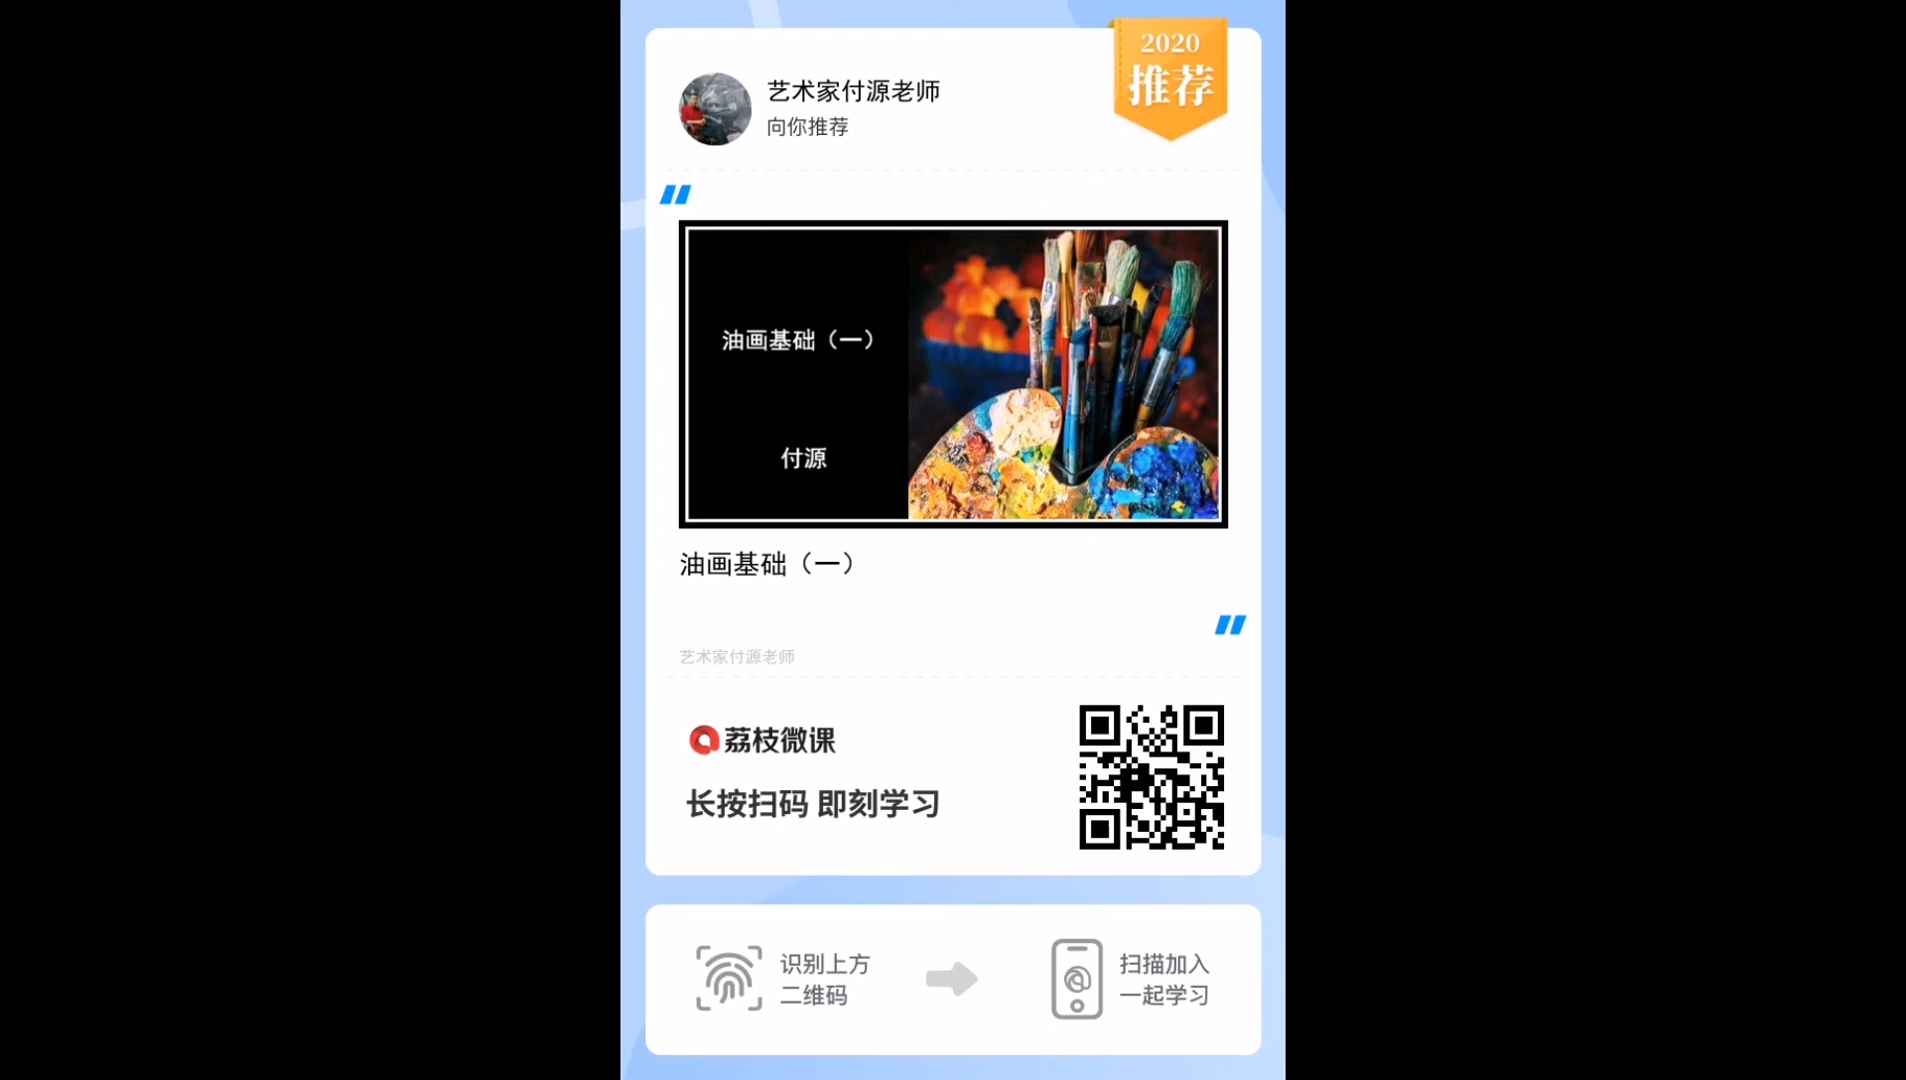 2020
推荐
艺术家付源老师
向你推荐
油画基础（一）
付源
油画基础（一）
艺术家付源老师
荔枝微课
长按扫码 即刻学习
识别上方
二维码
扫描加入
一起学习